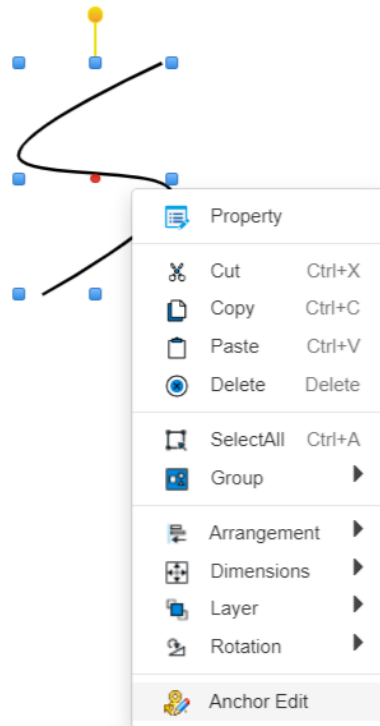 Property
Cut Ctrl+X
Copy Ctrl+C
Paste Ctrl+V
Delete Delete
SelectAll Ctrl+A
Group
Arrangement
Dimensions
Layer
Rotation
Anchor Edit